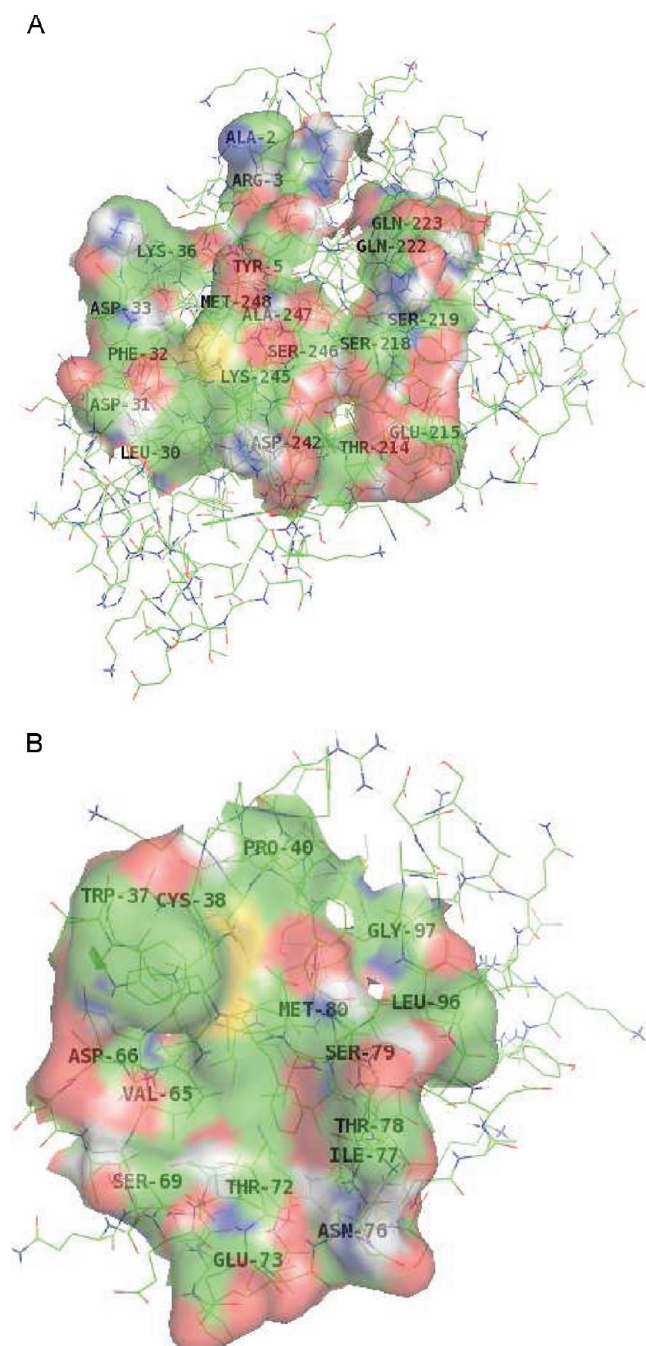 A
ALA-2
ARG-3
GLN-223
GLN-222
LYS-36
TYR-5
MET-248
ASP-33
ALA-247
SER-219
PHE-32
SER-246
SER-218
LYS-245
ASP-31
GLU-215
ASP-242
THR-214
LEU-30
B
PRO-40
TRP-37
CYS-38
GLY-97
MET-80
LEU-96
ASP-66
SER-79
VAL-65
THR-78
ILE-77
SER-69
THR-72
ASN-76
GLU-73